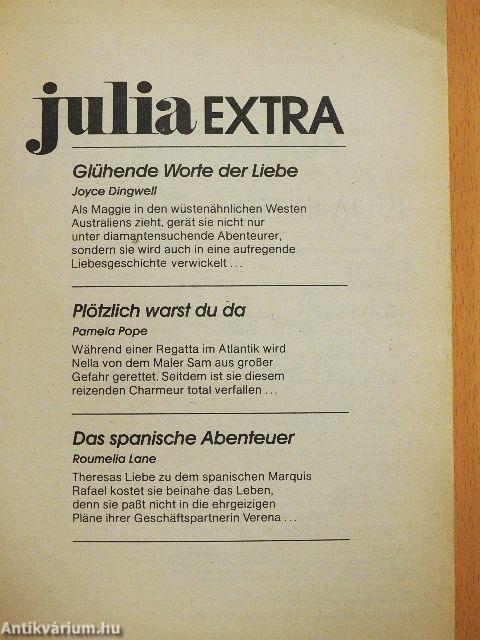 julia EXTRA
Glühende Worte der Liebe
Joyce Dingwell
Als Maggie in den wüstenähnlichen Westen
Australiens zieht, gerät sie nicht nur
unter diamantensuchende Abenteurer,
sondern sie wird auch in eine aufregende
Liebesgeschichte verwickelt ...
Plötzlich warst du da
Pamela Pope
Während einer Regatta im Atlantik wird
Nella von dem Maler Sam aus großer
Gefahr gerettet. Seitdem ist sie diesem
reizenden Charmeur total verfallen ...
Das spanische Abenteuer
Roumelia Lane
Theresas Liebe zu dem spanischen Marquis
Rafael kostet sie beinahe das Leben,
denn sie paßt nicht in die ehrgeizigen
Pläne ihrer Geschäftspartnerin Verena ...
Antikvárium.hu